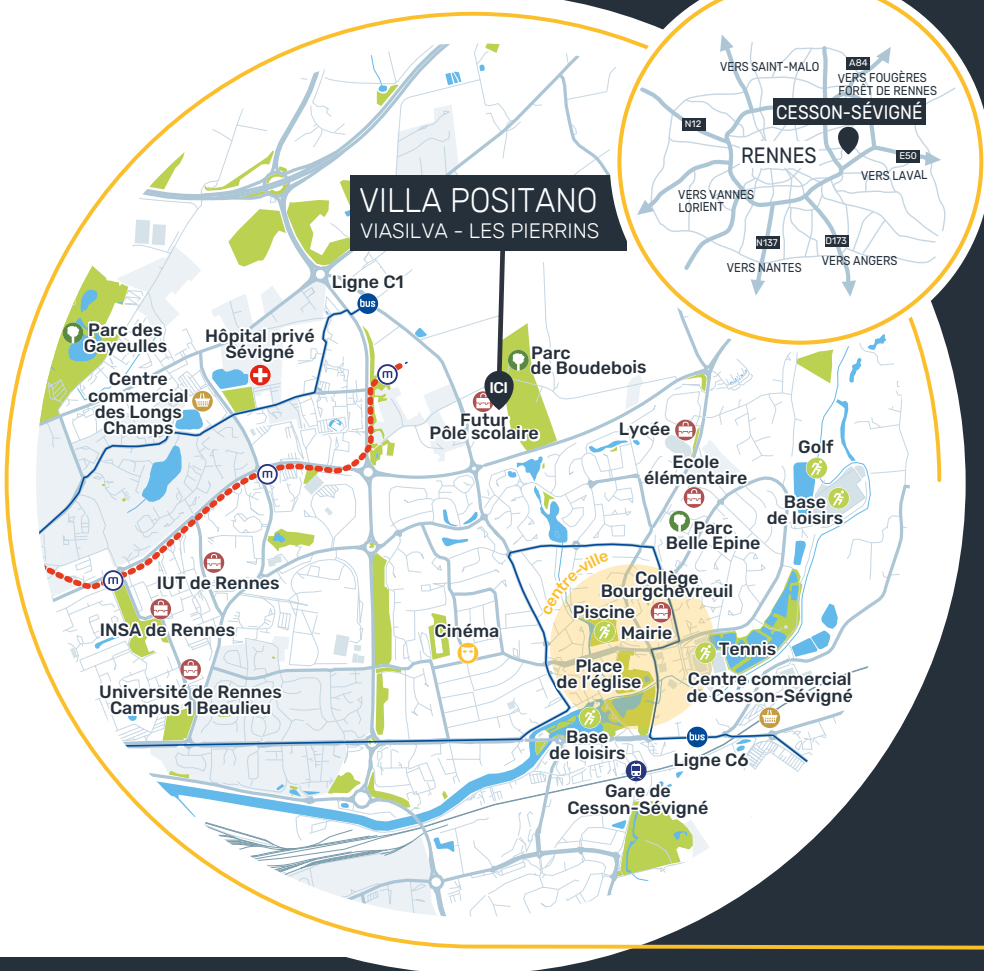 VERS SAINT-MALO
A84
VERS FOUGÈRES
FORÊT DE RENNES
CESSON-SÉVIGNÉ
N12
RENNES
E50
VERS LAVAL
VERS VANNES
LORIENT
N137
D173
VERS NANTES
VERS ANGERS
VILLA POSITANO
VIASILVA - LES PIERRINS
Ligne C1
bus
Parc des
Gayeulles
Hôpital privé
Sévigné
m
Parc
de Boudebois
Centre
commercial
des Longs
Champs
ICI
Futur
Pôle scolaire
Lycée
Golf
Ecole
élémentaire
m
Base
de loisirs
Parc
Belle Epine
centre-ville
m
IUT de Rennes
Collège
Bourgchevreuil
INSA de Rennes
Piscine
Mairie
Cinéma
Tennis
Place
de l'église
Centre commercial
de Cesson-Sévigné
Université de Rennes
Campus 1 Beaulieu
Base
de loisirs
bus
Ligne C6
Gare de
Cesson-Sévigné